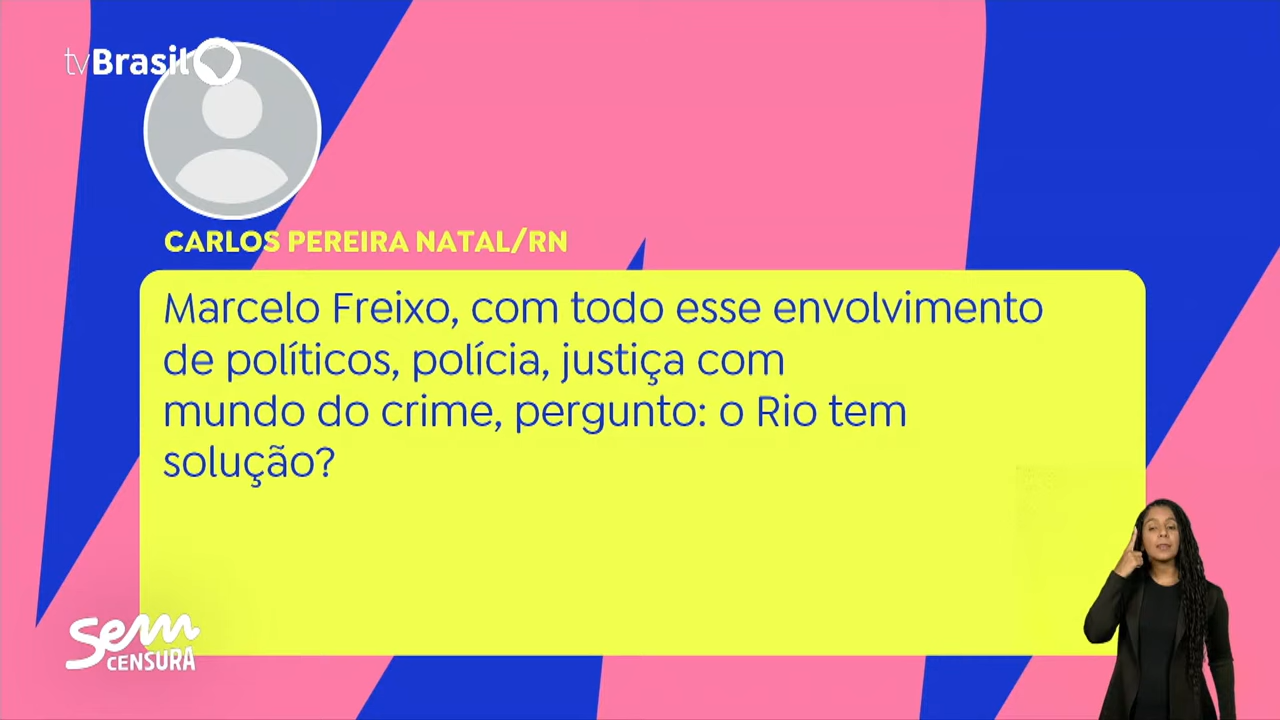 tvBrasil
CARLOS PEREIRA NATAL/RN
Marcelo Freixo, com todo esse envolvimento
de políticos, polícia, justiça com
mundo do crime, pergunto: o Rio tem
solução?
Sem
CENSURA